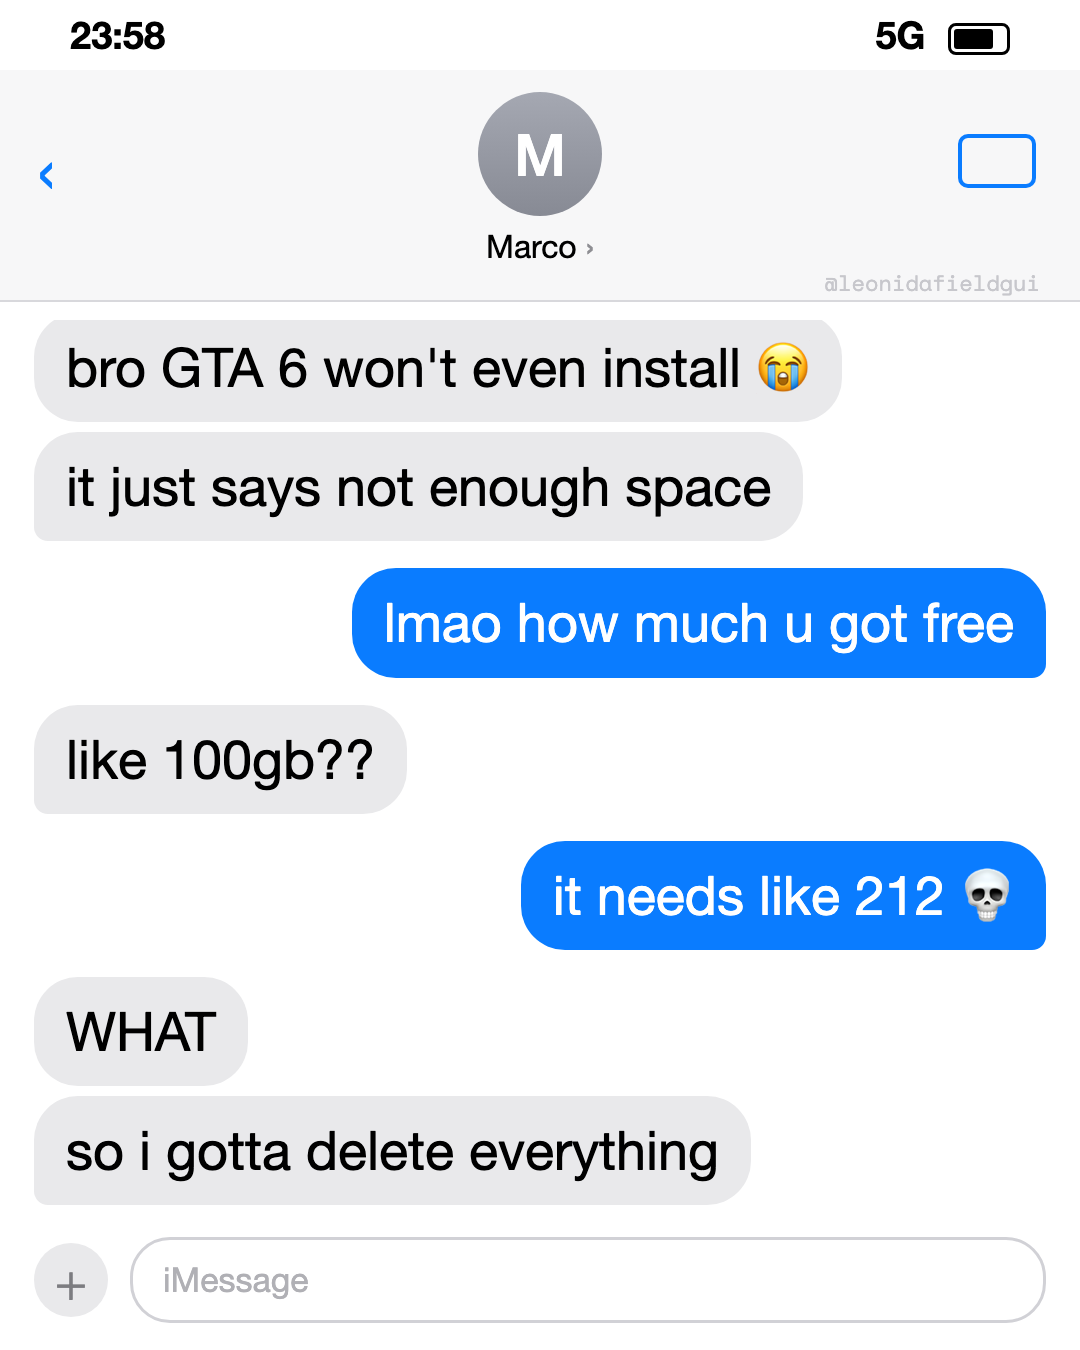 23:58 5G
‹
M
Marco ›
@leonidafieldgui
bro GTA 6 won't even install 😭
it just says not enough space
lmao how much u got free
like 100gb??
it needs like 212 💀
WHAT
so i gotta delete everything
+ iMessage